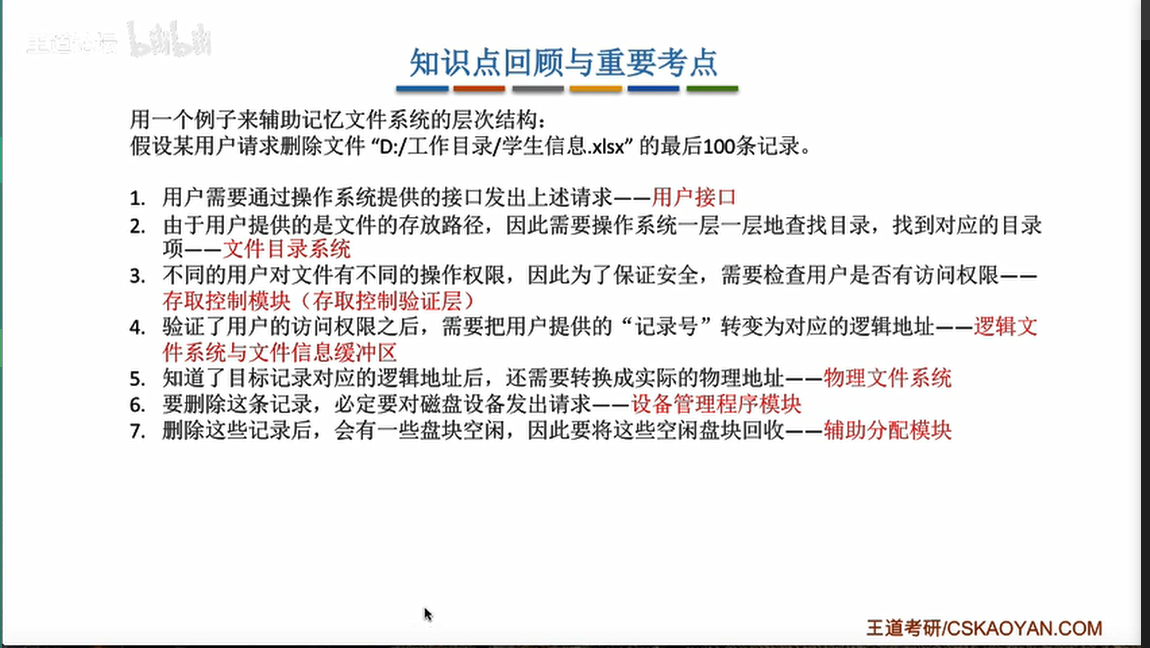 王道论坛 bilibili
知识点回顾与重要考点
用一个例子来辅助记忆文件系统的层次结构：
假设某用户请求删除文件 “D:/工作目录/学生信息.xlsx” 的最后100条记录。
1. 用户需要通过操作系统提供的接口发出上述请求——用户接口
2. 由于用户提供的是文件的存放路径，因此需要操作系统一层一层地查找目录，找到对应的目录
项——文件目录系统
3. 不同的用户对文件有不同的操作权限，因此为了保证安全，需要检查用户是否有访问权限——
存取控制模块（存取控制验证层）
4. 验证了用户的访问权限之后，需要把用户提供的“记录号”转变为对应的逻辑地址——逻辑文
件系统与文件信息缓冲区
5. 知道了目标记录对应的逻辑地址后，还需要转换成实际的物理地址——物理文件系统
6. 要删除这条记录，必定要对磁盘设备发出请求——设备管理程序模块
7. 删除这些记录后，会有一些盘块空闲，因此要将这些空闲盘块回收——辅助分配模块
王道考研/CSKAOYAN.COM